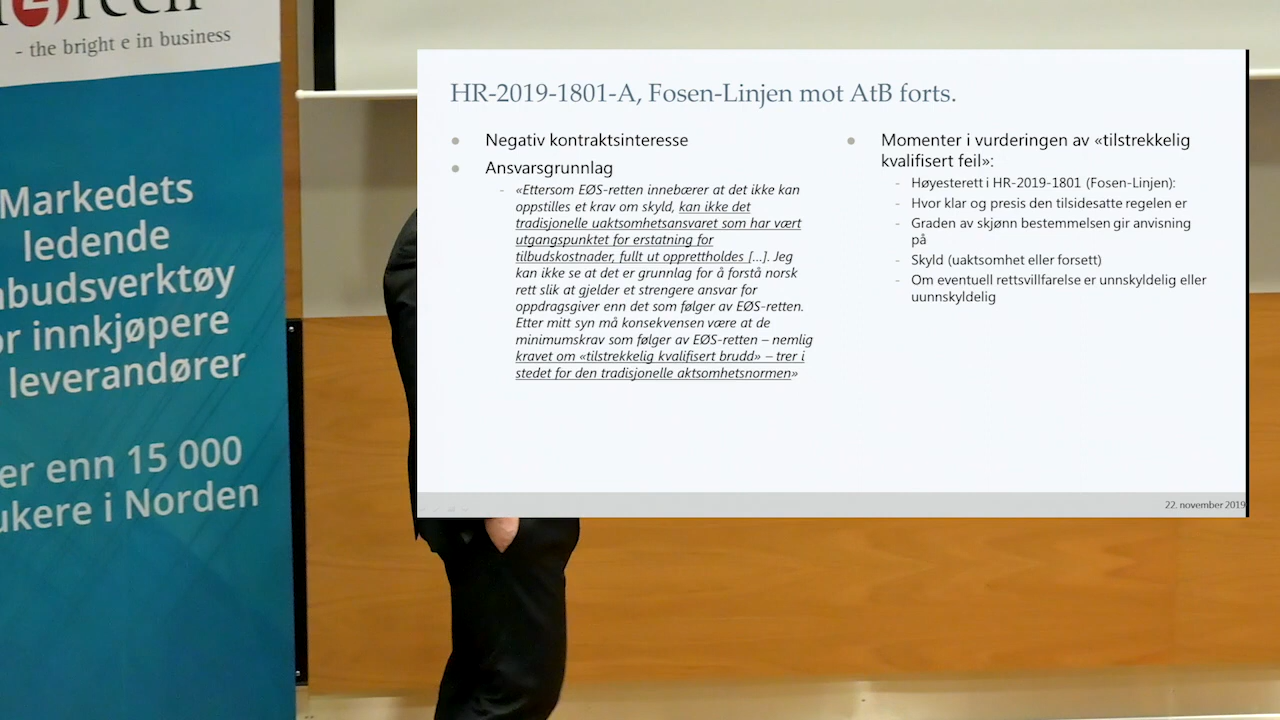 - the bright e in business
Markedets
ledende
or innkjøpere
leverandører
15 000
i Norden
HR-2019-1801-A, Fosen-Linjen mot AtB forts.
Negativ kontraktsinteresse
Ansvarsgrunnlag
- «Ettersom EØS-retten innebærer at det ikke kan
oppstilles et krav om skyld, kan ikke det
tradisjonelle uaktsomhetsansvaret som har vært
utgangspunktet for erstatning for
tilbudskostnader, fullt ut opprettholdes [...]. Jeg
kan ikke se at det er grunnlag for å forstå norsk
rett slik at gjelder et strengere ansvar for
oppdragsgiver enn det som følger av EØS-retten.
Etter mitt syn må konsekvensen være at de
minimumskrav som følger av EØS-retten – nemlig
kravet om «tilstrekkelig kvalifisert brudd» – trer i
stedet for den tradisjonelle aktsomhetsnormen»
Momenter i vurderingen av «tilstrekkelig
kvalifisert feil»:
- Høyesterett i HR-2019-1801 (Fosen-Linjen):
- Hvor klar og presis den tilsidesatte regelen er
- Graden av skjønn bestemmelsen gir anvisning
på
- Skyld (uaktsomhet eller forsett)
- Om eventuell rettsvillfarelse er unnskyldelig eller
uunnskyldelig
22. november 2019